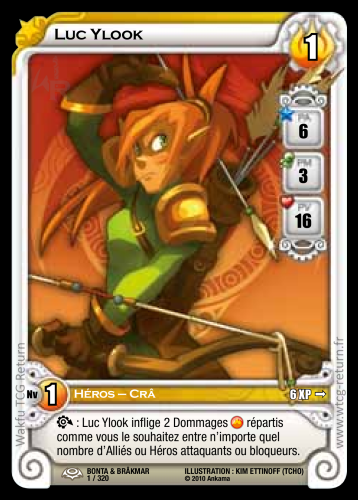 Luc Ylook
1
PA
6
PM
3
PV
16
Wakfu TCG Return
www.wtcg-return.fr
Nv 1
Héros – Crâ
6 XP →
: Luc Ylook inflige 2 Dommages répartis
comme vous le souhaitez entre n'importe quel
nombre d'Alliés ou Héros attaquants ou bloqueurs.
BONTA & BRÂKMAR
ILLUSTRATION : KIM ETTINOFF (TCHO)
1 / 320
© 2010 Ankama